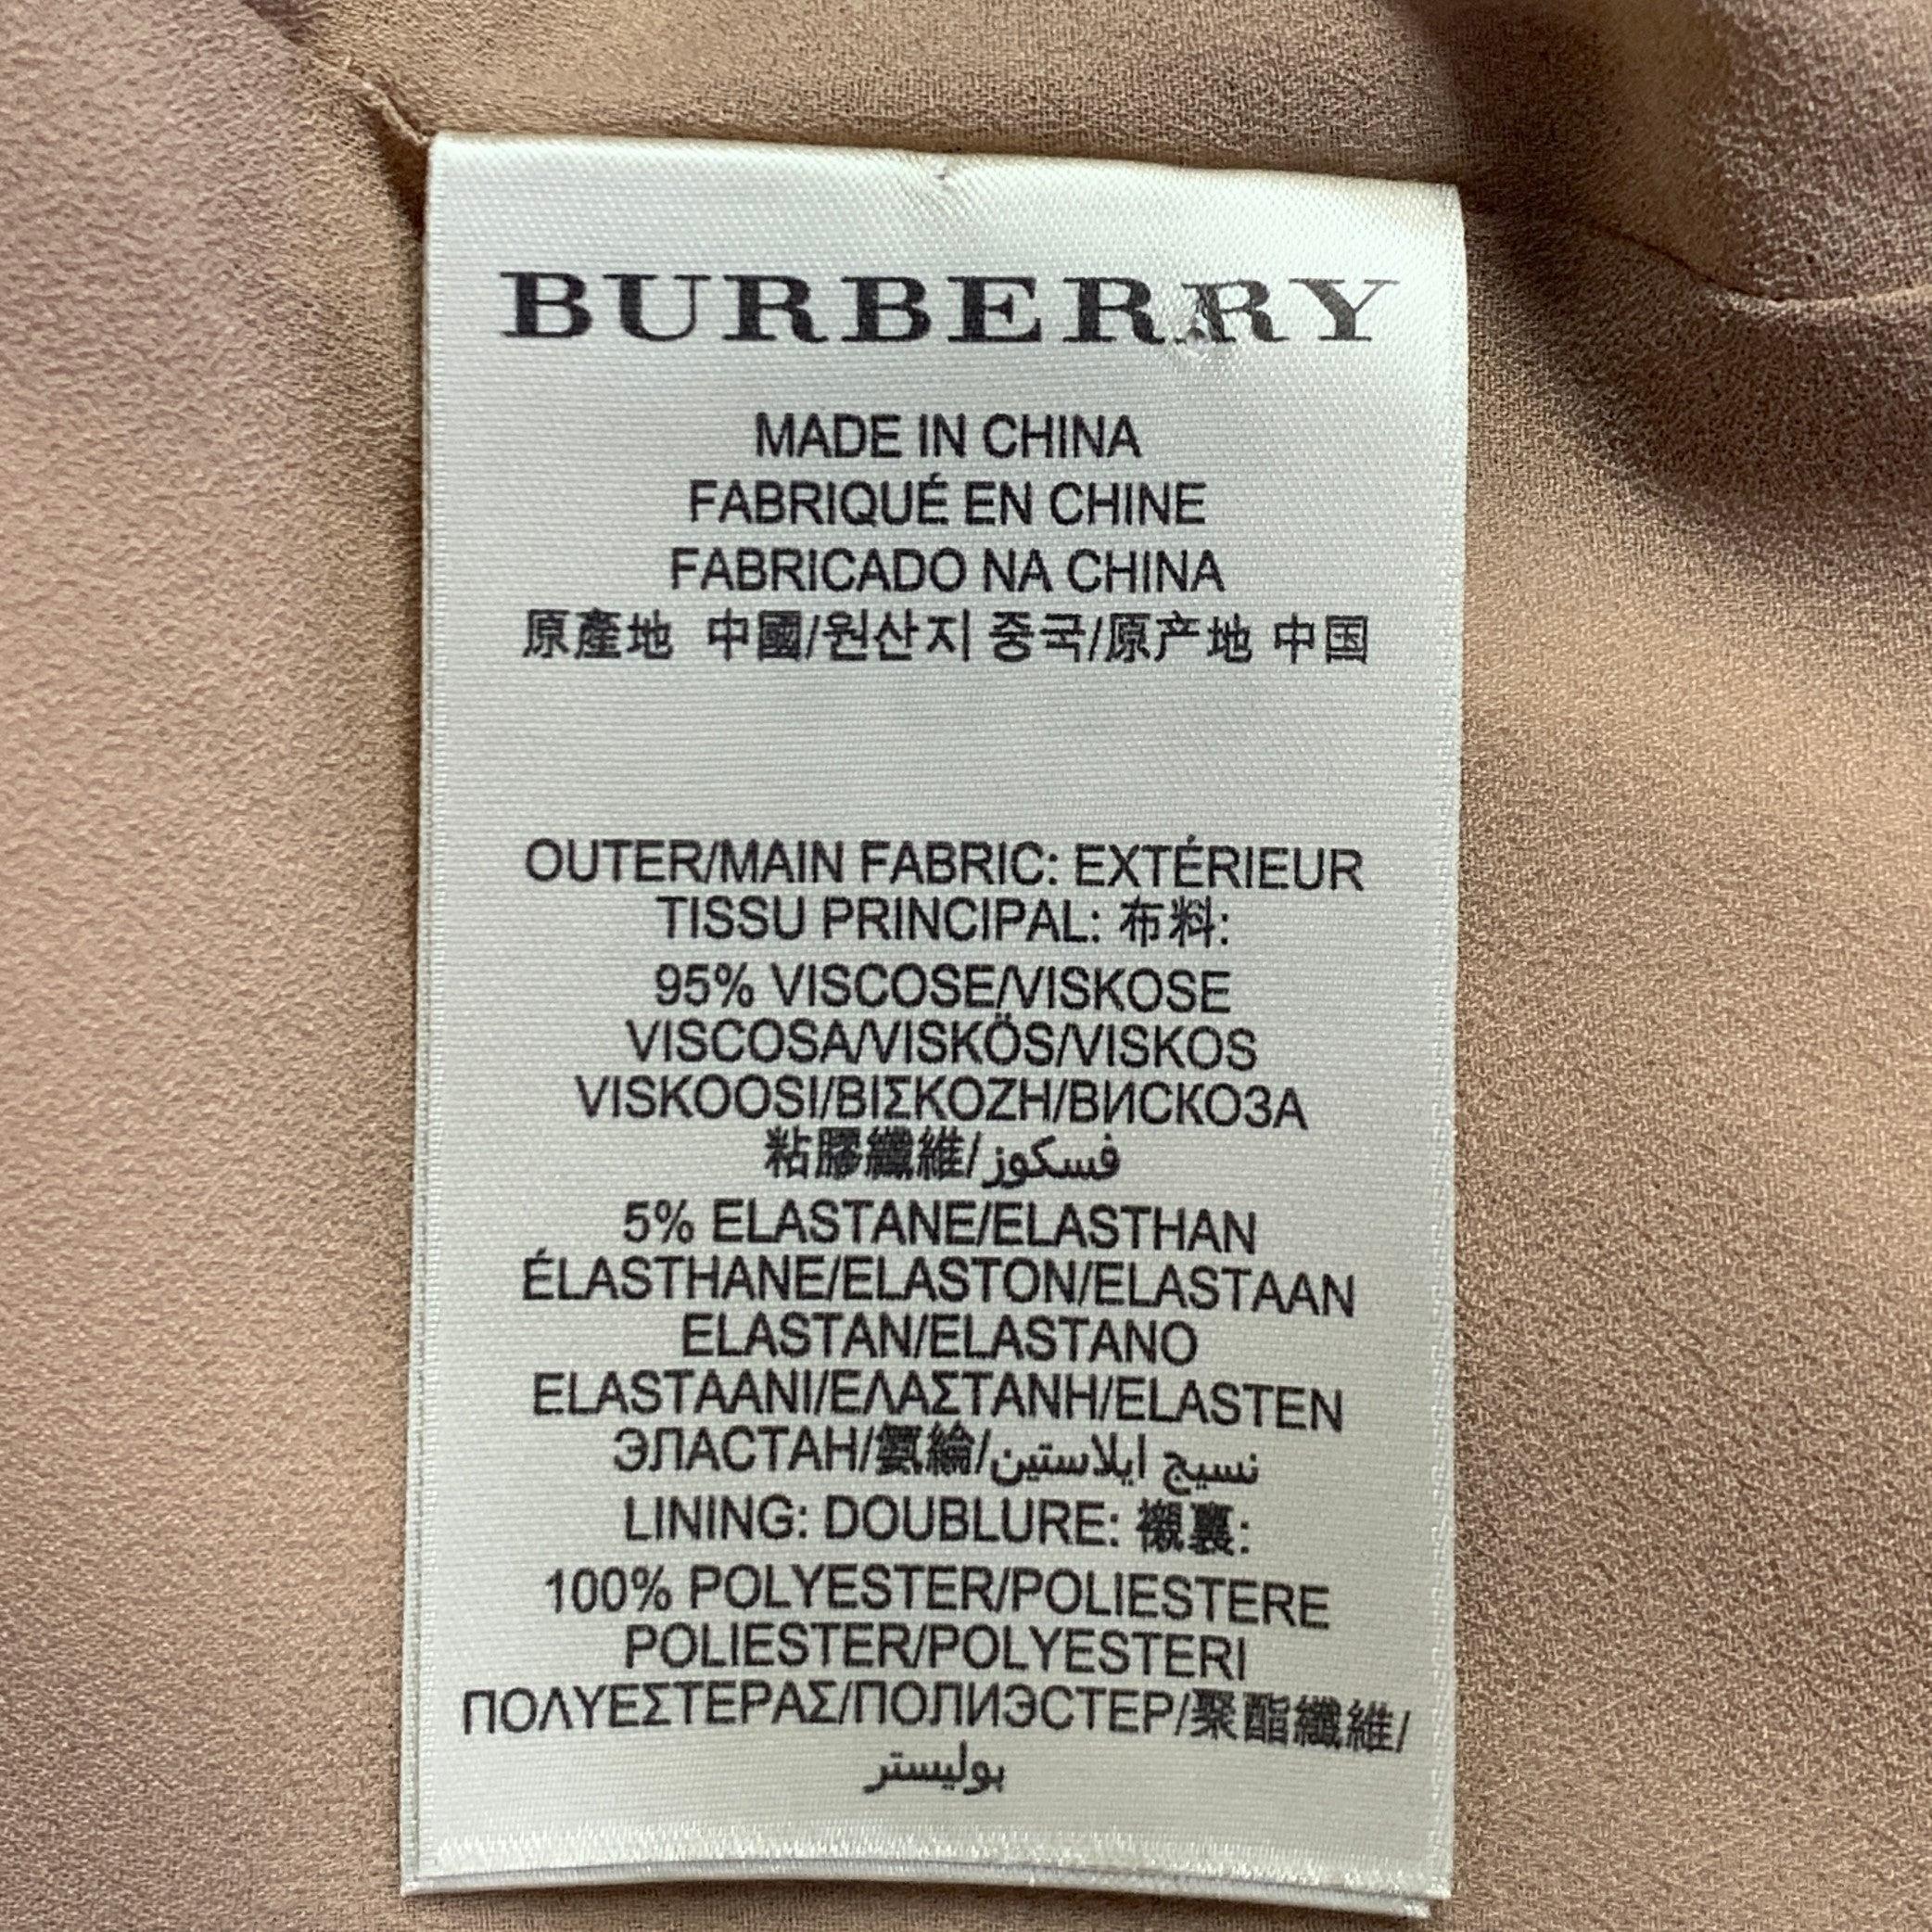 BURBERRY
MADE IN CHINA
FABRIQUÉ EN CHINE
FABRICADO NA CHINA
原產地 中國/원산지 중국/原产地 中国
OUTER/MAIN FABRIC: EXTÉRIEUR
TISSU PRINCIPAL: 布料:
95% VISCOSE/VISKOSE
VISCOSA/VISKÖS/VISKOS
VISKOOSI/ΒΙΣΚΟΖΗ/ВИСКОЗА
粘膠纖維/فسكوز
5% ELASTANE/ELASTHAN
ÉLASTHANE/ELASTON/ELASTAAN
ELASTAN/ELASTANO
ELASTAANI/ΕΛΑΣΤΑΝΗ/ELASTEN
ЭЛАСТАН/氨綸/نسيج ايلاستين
LINING: DOUBLURE: 襯裏:
100% POLYESTER/POLIESTERE
POLIESTER/POLYESTERI
ΠΟΛΥΕΣΤΕΡΑΣ/ПОЛИЭСТЕР/聚酯纖維/
بوليستر